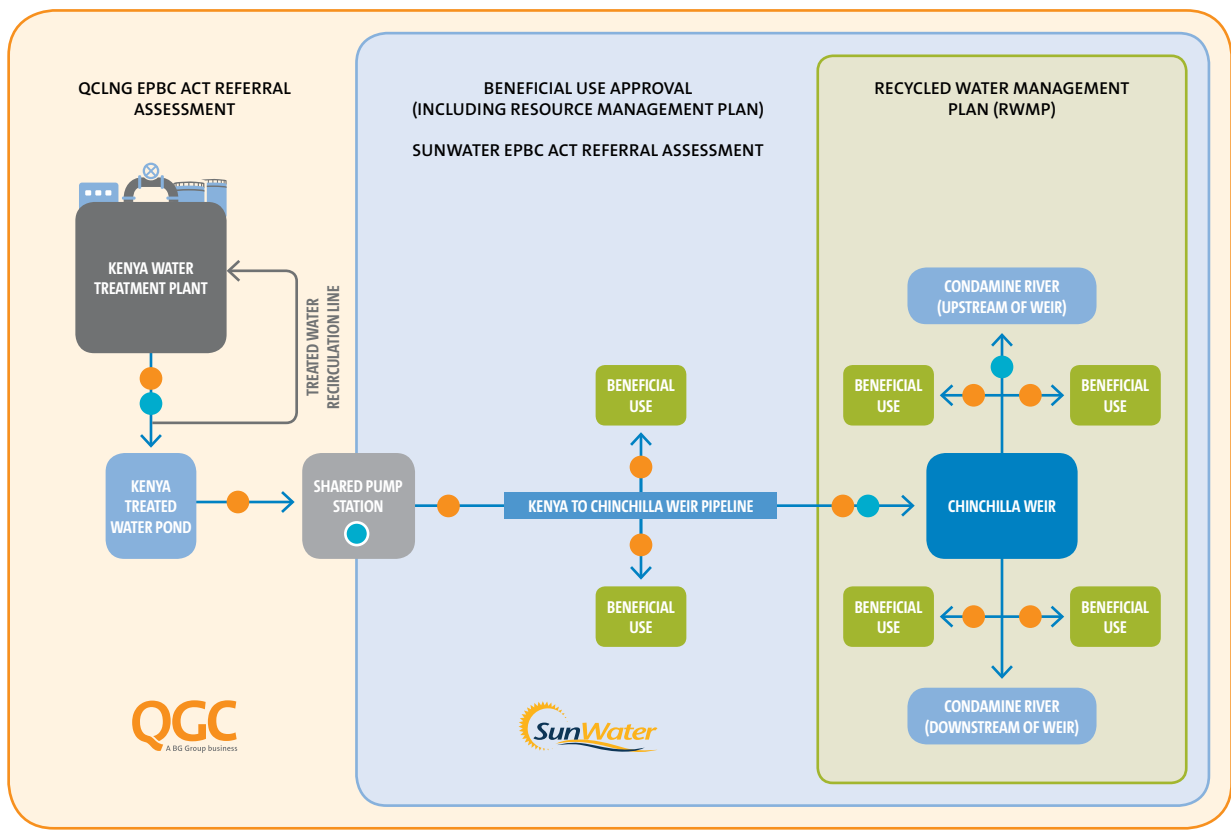 QCLNG EPBC ACT REFERRAL
ASSESSMENT
BENEFICIAL USE APPROVAL
(INCLUDING RESOURCE MANAGEMENT PLAN)
SUNWATER EPBC ACT REFERRAL ASSESSMENT
RECYCLED WATER MANAGEMENT
PLAN (RWMP)
KENYA WATER
TREATMENT PLANT
TREATED WATER
RECIRCULATION LINE
KENYA
TREATED
WATER POND
SHARED PUMP
STATION
BENEFICIAL
USE
KENYA TO CHINCHILLA WEIR PIPELINE
BENEFICIAL
USE
CONDAMINE RIVER
(UPSTREAM OF WEIR)
BENEFICIAL
USE
BENEFICIAL
USE
CHINCHILLA WEIR
BENEFICIAL
USE
BENEFICIAL
USE
CONDAMINE RIVER
(DOWNSTREAM OF WEIR)
QGC
A BG Group business
SunWater